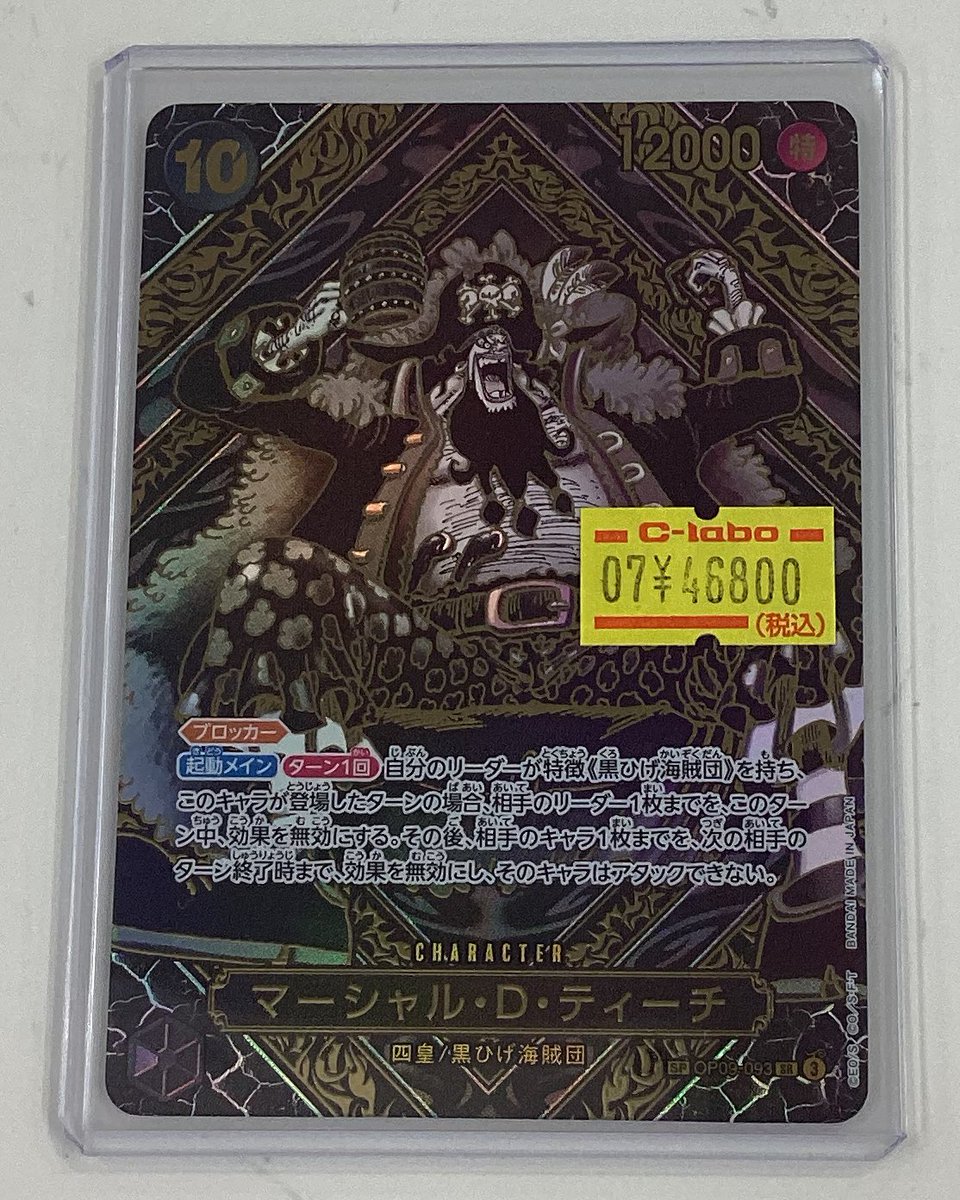 10
12000
特
C-labo
07¥46800
(税込)
ブロッカー
起動メイン ターン1回 自分のリーダーが特徴《黒ひげ海賊団》を持ち、
このキャラが登場したターンの場合、相手のリーダー1枚までを、このター
ン中、効果を無効にする。その後、相手のキャラ1枚までを、次の相手の
ターン終了時まで、効果を無効にし、そのキャラはアタックできない。
CHARACTER
マーシャル・D・ティーチ
四皇/黒ひげ海賊団
SP OP09-093 SR 3
©EO/S CO./S·F·T BANDAI MADE IN JAPAN